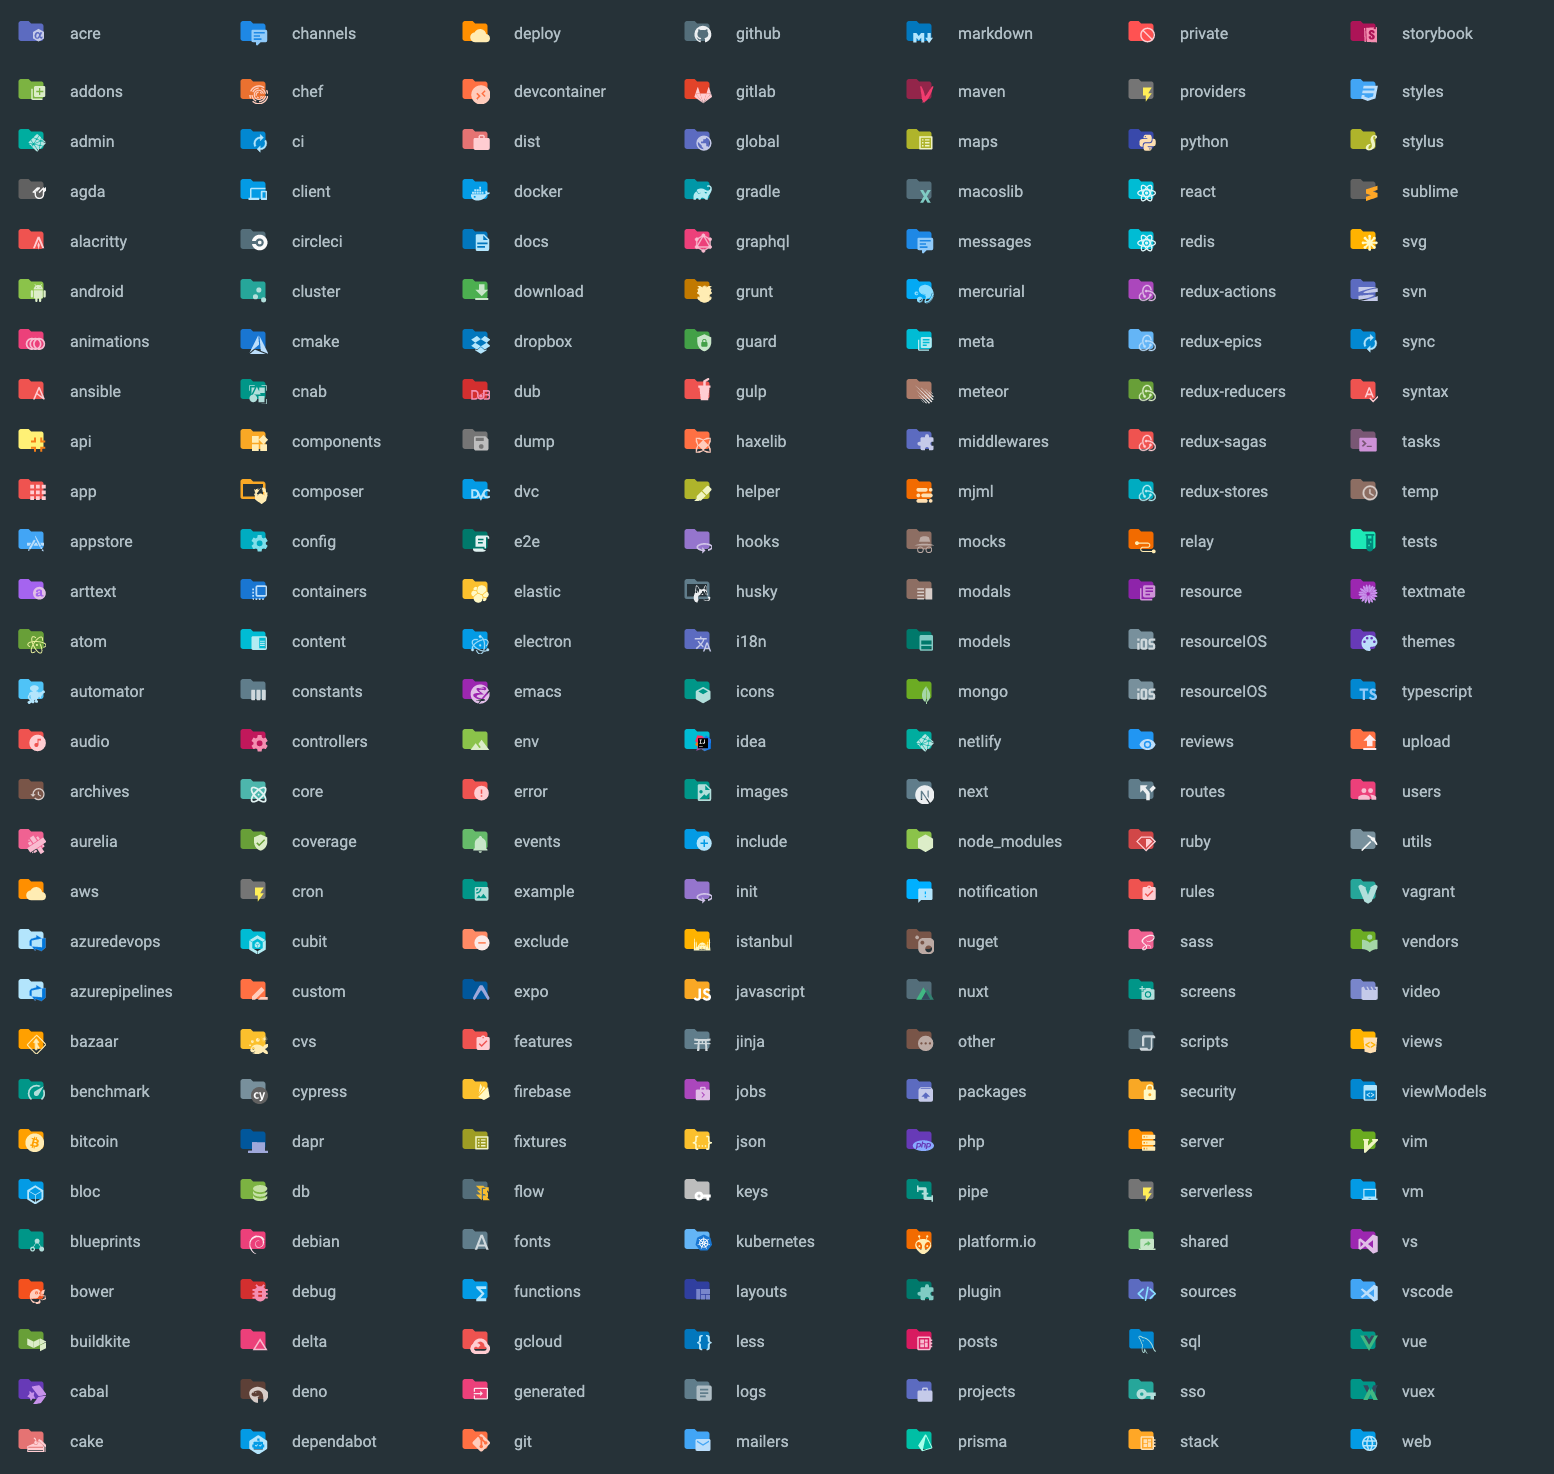 acre
addons
admin
agda
alacritty
android
animations
ansible
api
app
appstore
arttext
atom
automator
audio
archives
aurelia
aws
azuredevops
azurepipelines
bazaar
benchmark
bitcoin
bloc
blueprints
bower
buildkite
cabal
cake
channels
chef
ci
client
circleci
cluster
cmake
cnab
components
composer
config
containers
content
constants
controllers
core
coverage
cron
cubit
custom
cvs
cypress
dapr
db
debian
debug
delta
deno
dependabot
deploy
devcontainer
dist
docker
docs
download
dropbox
dub
dump
dvc
e2e
elastic
electron
emacs
env
error
events
example
exclude
expo
features
firebase
fixtures
flow
fonts
functions
gcloud
generated
git
github
gitlab
global
gradle
graphql
grunt
guard
gulp
haxelib
helper
hooks
husky
i18n
icons
idea
images
include
init
istanbul
javascript
jinja
jobs
json
keys
kubernetes
layouts
less
logs
mailers
markdown
maven
maps
macoslib
messages
mercurial
meta
meteor
middlewares
mjml
mocks
modals
models
mongo
netlify
next
node_modules
notification
nuget
nuxt
other
packages
php
pipe
platform.io
plugin
posts
projects
prisma
private
providers
python
react
redis
redux-actions
redux-epics
redux-reducers
redux-sagas
redux-stores
relay
resource
resourceIOS
resourceIOS
reviews
routes
ruby
rules
sass
screens
scripts
security
server
serverless
shared
sources
sql
sso
stack
storybook
styles
stylus
sublime
svg
svn
sync
syntax
tasks
temp
tests
textmate
themes
typescript
upload
users
utils
vagrant
vendors
video
views
viewModels
vim
vm
vs
vscode
vue
vuex
web